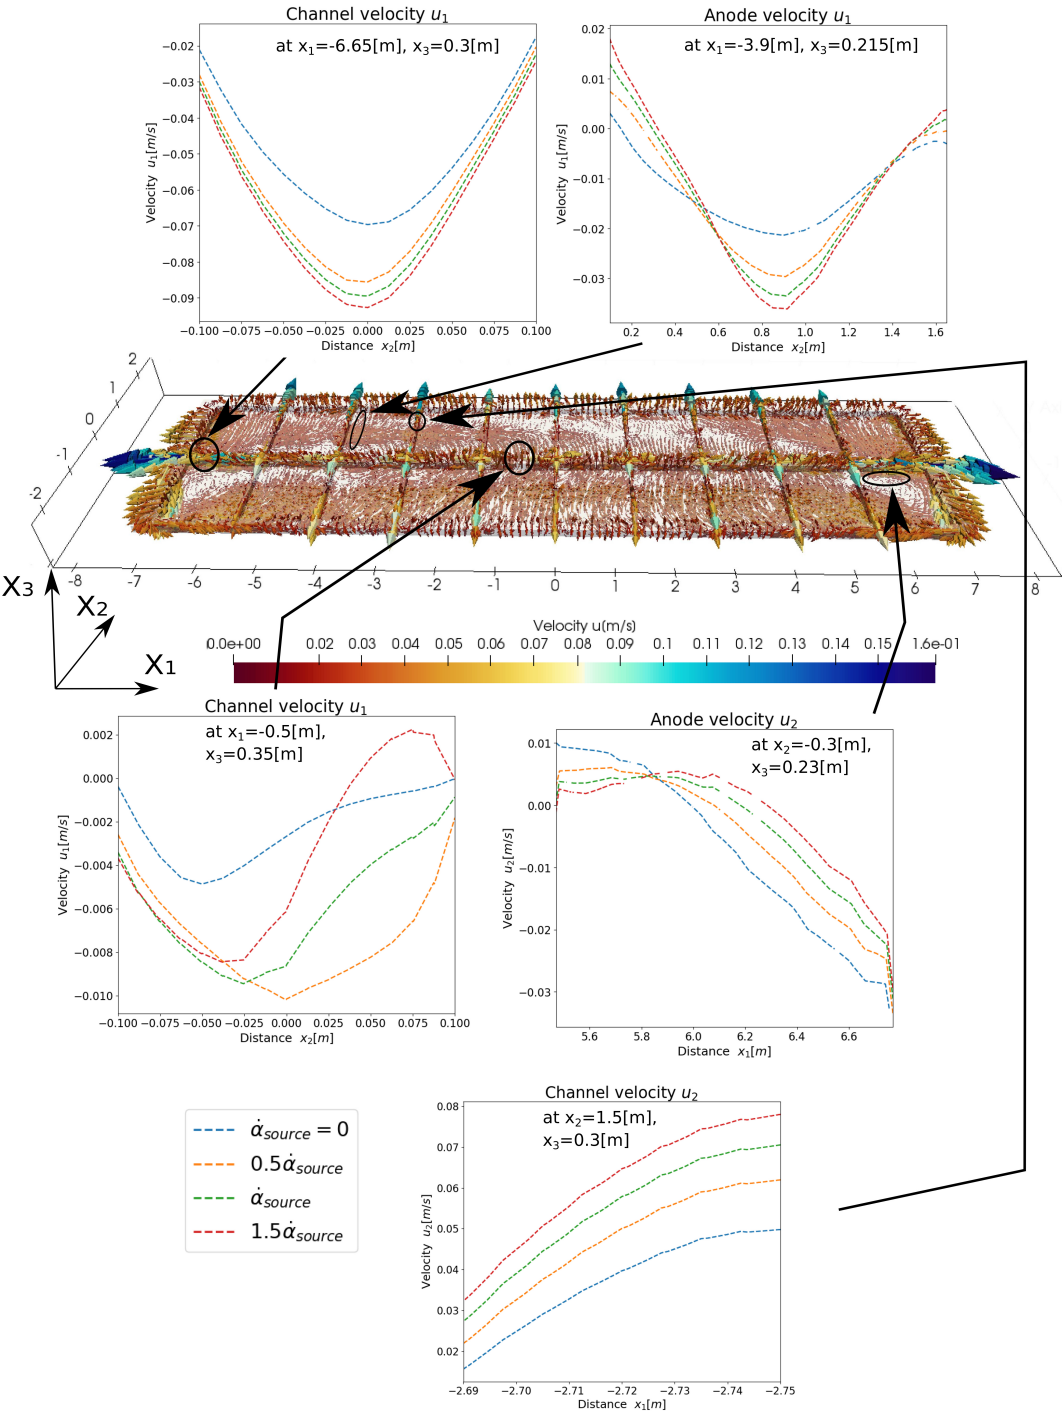 Channel velocity u₁
at x₁=-6.65[m], x₃=0.3[m]
−0.02
−0.03
−0.04
−0.05
−0.06
−0.07
−0.08
−0.09
Velocity u₁[m/s]
−0.100 −0.075 −0.050 −0.025 0.000 0.025 0.050 0.075 0.100
Distance x₂[m]
Anode velocity u₁
at x₁=-3.9[m], x₃=0.215[m]
0.02
0.01
0.00
−0.01
−0.02
−0.03
Velocity u₁[m/s]
0.2 0.4 0.6 0.8 1.0 1.2 1.4 1.6
Distance x₂[m]
2
1
0
-1
-2
-8 -7 -6 -5 -4 -3 -2 -1 0 1 2 3 4 5 6 7 8
X₃
X₂
X₁
Velocity u[m/s]
0.0e+00 0.02 0.03 0.04 0.05 0.06 0.07 0.08 0.09 0.1 0.11 0.12 0.13 0.14 0.15 1.6e-01
Channel velocity u₁
at x₁=-0.5[m],
x₃=0.35[m]
0.002
0.000
−0.002
−0.004
−0.006
−0.008
−0.010
Velocity u₁[m/s]
−0.100 −0.075 −0.050 −0.025 0.000 0.025 0.050 0.075 0.100
Distance x₂[m]
Anode velocity u₂
at x₂=-0.3[m],
x₃=0.23[m]
0.01
0.00
−0.01
−0.02
−0.03
Velocity u₂[m/s]
5.6 5.8 6.0 6.2 6.4 6.6
Distance x₁[m]
Channel velocity u₂
at x₂=1.5[m],
x₃=0.3[m]
0.08
0.07
0.06
0.05
0.04
0.03
0.02
Velocity u₂[m/s]
−2.69 −2.70 −2.71 −2.72 −2.73 −2.74 −2.75
Distance x₁[m]
α̇source = 0
0.5α̇source
α̇source
1.5α̇source